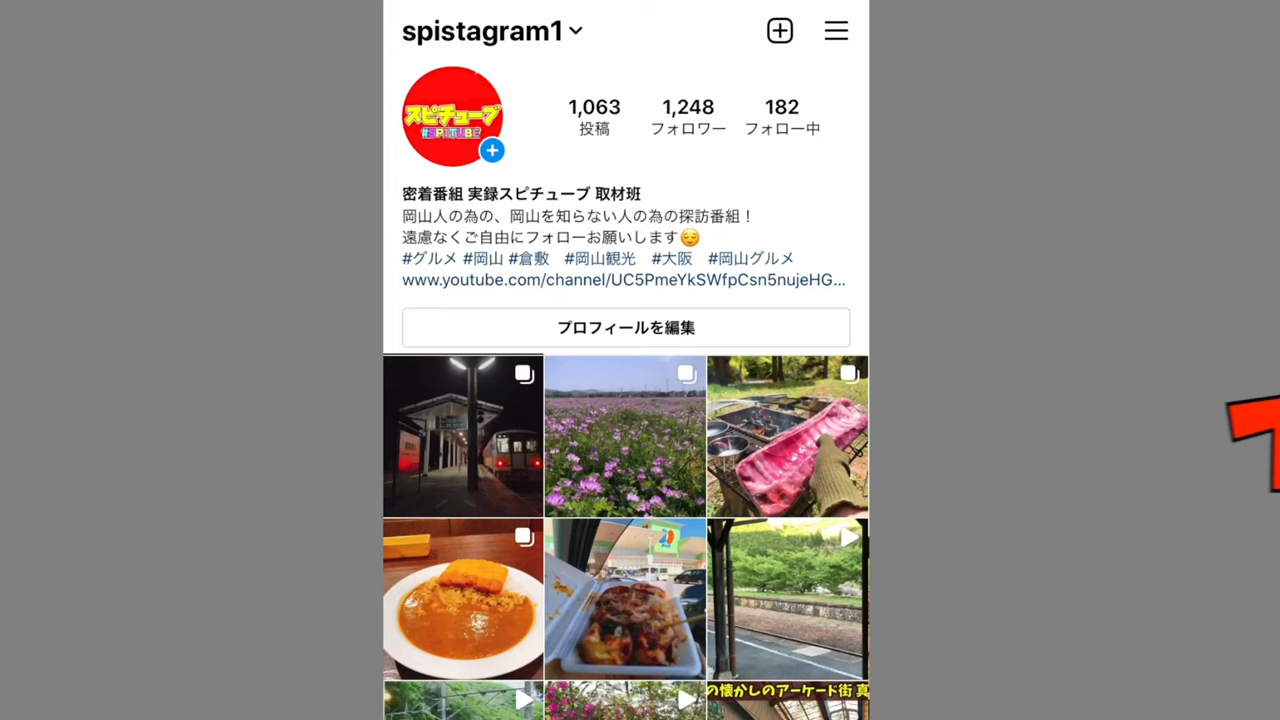 spistagram1
スピチューブ
#SPiTUBE
1,063
投稿
1,248
フォロワー
182
フォロー中
密着番組 実録スピチューブ 取材班
岡山人の為の、岡山を知らない人の為の探訪番組！
遠慮なくご自由にフォローお願いします😌
#グルメ #岡山 #倉敷　#岡山観光　#大阪　#岡山グルメ
www.youtube.com/channel/UC5PmeYkSWfpCsn5nujeHG...
プロフィールを編集
の懐かしのアーケード街 真